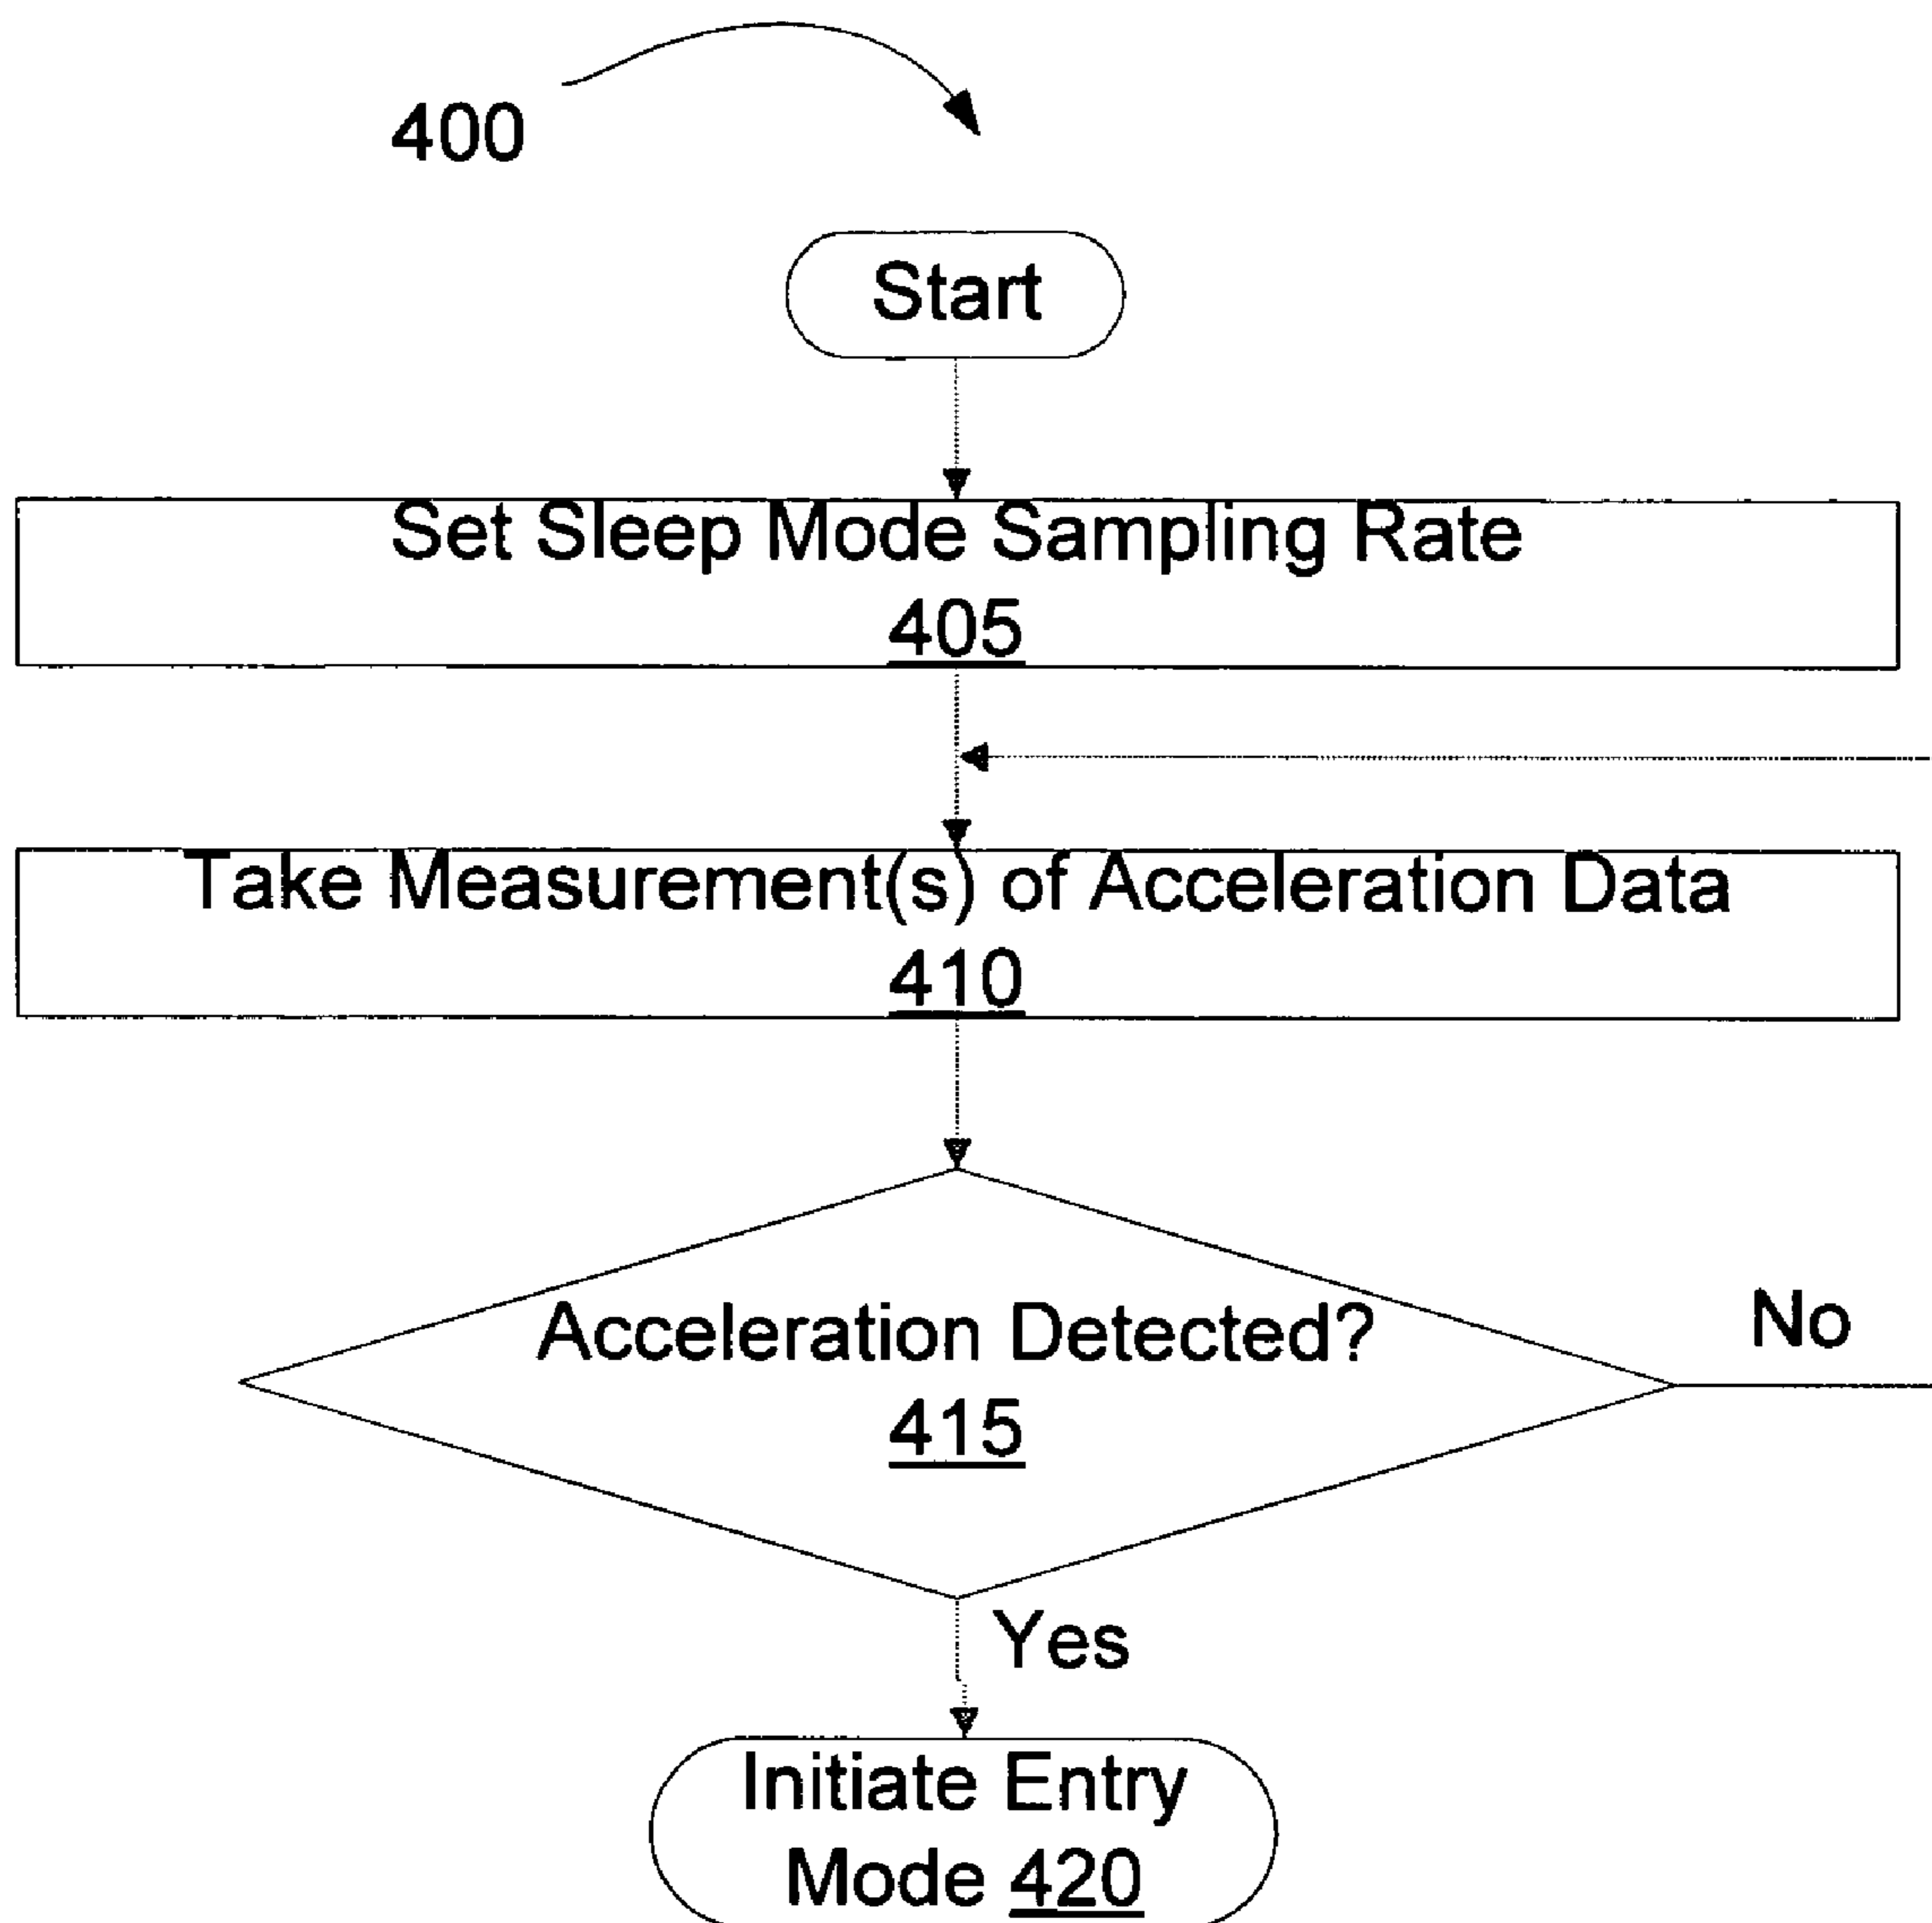 400
Start
Set Sleep Mode Sampling Rate
405
Take Measurement(s) of Acceleration Data
410
Acceleration Detected?
415
No
Yes
Initiate Entry
Mode 420